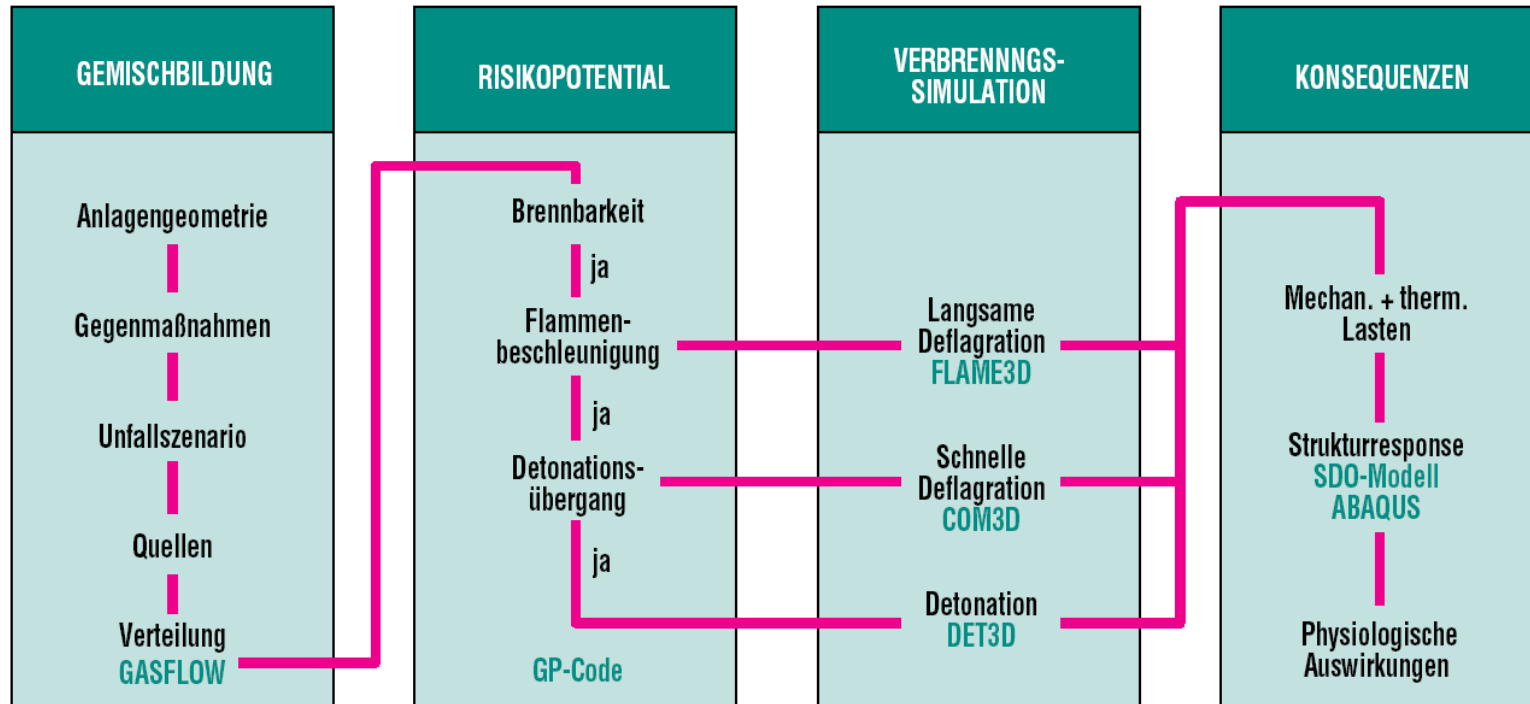 GEMISCHBILDUNG
Anlagengeometrie
Gegenmaßnahmen
Unfallszenario
Quellen
Verteilung
GASFLOW
RISIKOPOTENTIAL
Brennbarkeit
ja
Flammen-
beschleunigung
ja
Detonations-
übergang
ja
GP-Code
VERBRENNNGS-
SIMULATION
Langsame
Deflagration
FLAME3D
Schnelle
Deflagration
COM3D
Detonation
DET3D
KONSEQUENZEN
Mechan. + therm.
Lasten
Strukturresponse
SDO-Modell
ABAQUS
Physiologische
Auswirkungen